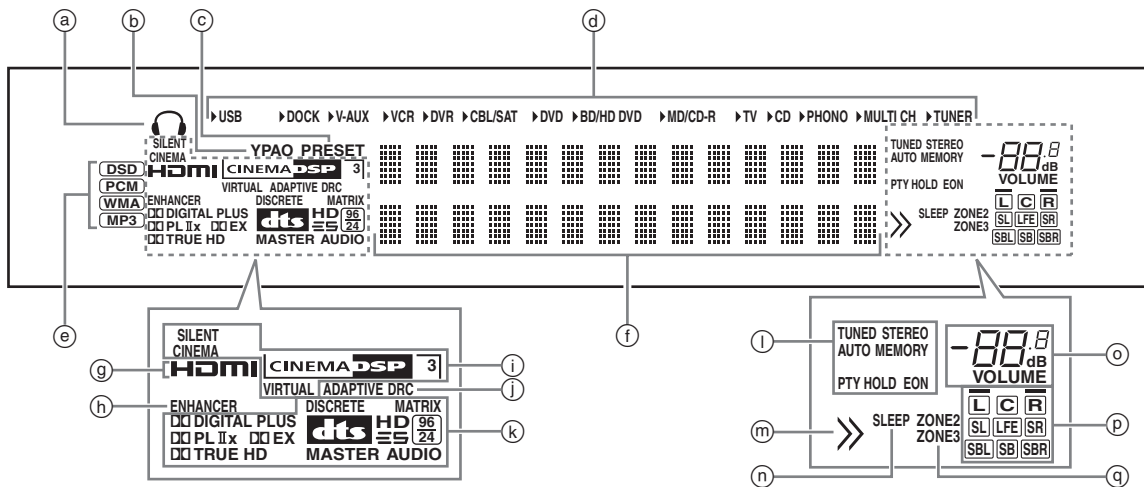 a b c d
▶USB ▶DOCK ▶V-AUX ▶VCR ▶DVR ▶CBL/SAT ▶DVD ▶BD/HD DVD ▶MD/CD-R ▶TV ▶CD ▶PHONO ▶MULTI CH ▶TUNER
SILENT
CINEMA
YPAO PRESET
HDMI CINEMA DSP 3
VIRTUAL ADAPTIVE DRC
DSD
PCM
WMA
MP3
ENHANCER DISCRETE MATRIX
DIGITAL PLUS
PL IIx EX
TRUE HD
dts HD 96 24
ES
MASTER AUDIO
TUNED STEREO
AUTO MEMORY
PTY HOLD EON
SLEEP ZONE2
ZONE3
-88.8 dB
VOLUME
L C R
SL LFE SR
SBL SB SBR
e f
SILENT
CINEMA
g HDMI CINEMA DSP 3 i
VIRTUAL ADAPTIVE DRC j
h ENHANCER DISCRETE MATRIX
DIGITAL PLUS
PL IIx EX
TRUE HD
dts HD 96 24
ES
MASTER AUDIO k
l TUNED STEREO
AUTO MEMORY
PTY HOLD EON
-88.8 dB o
VOLUME
m SLEEP ZONE2
ZONE3
L C R
SL LFE SR p
SBL SB SBR
n q